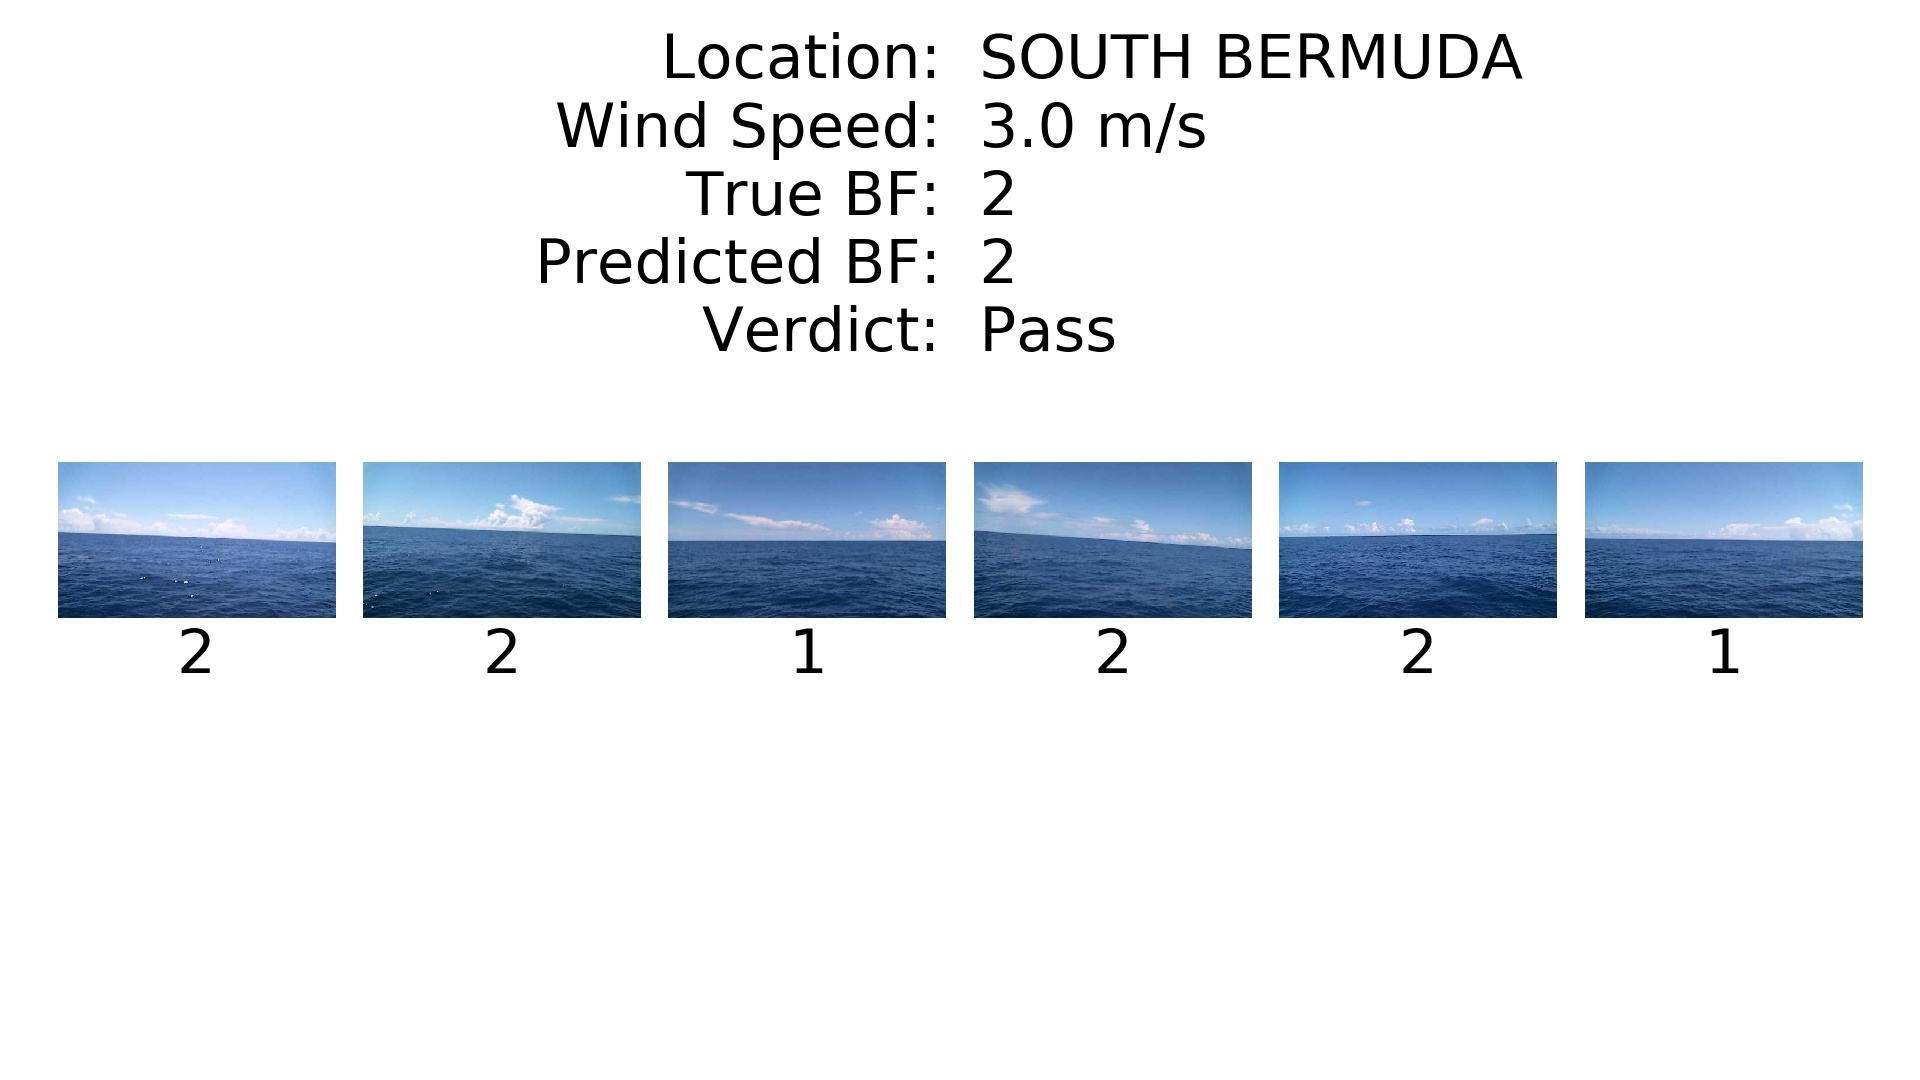 Location: SOUTH BERMUDA
Wind Speed: 3.0 m/s
True BF: 2
Predicted BF: 2
Verdict: Pass
2 2 1 2 2 1